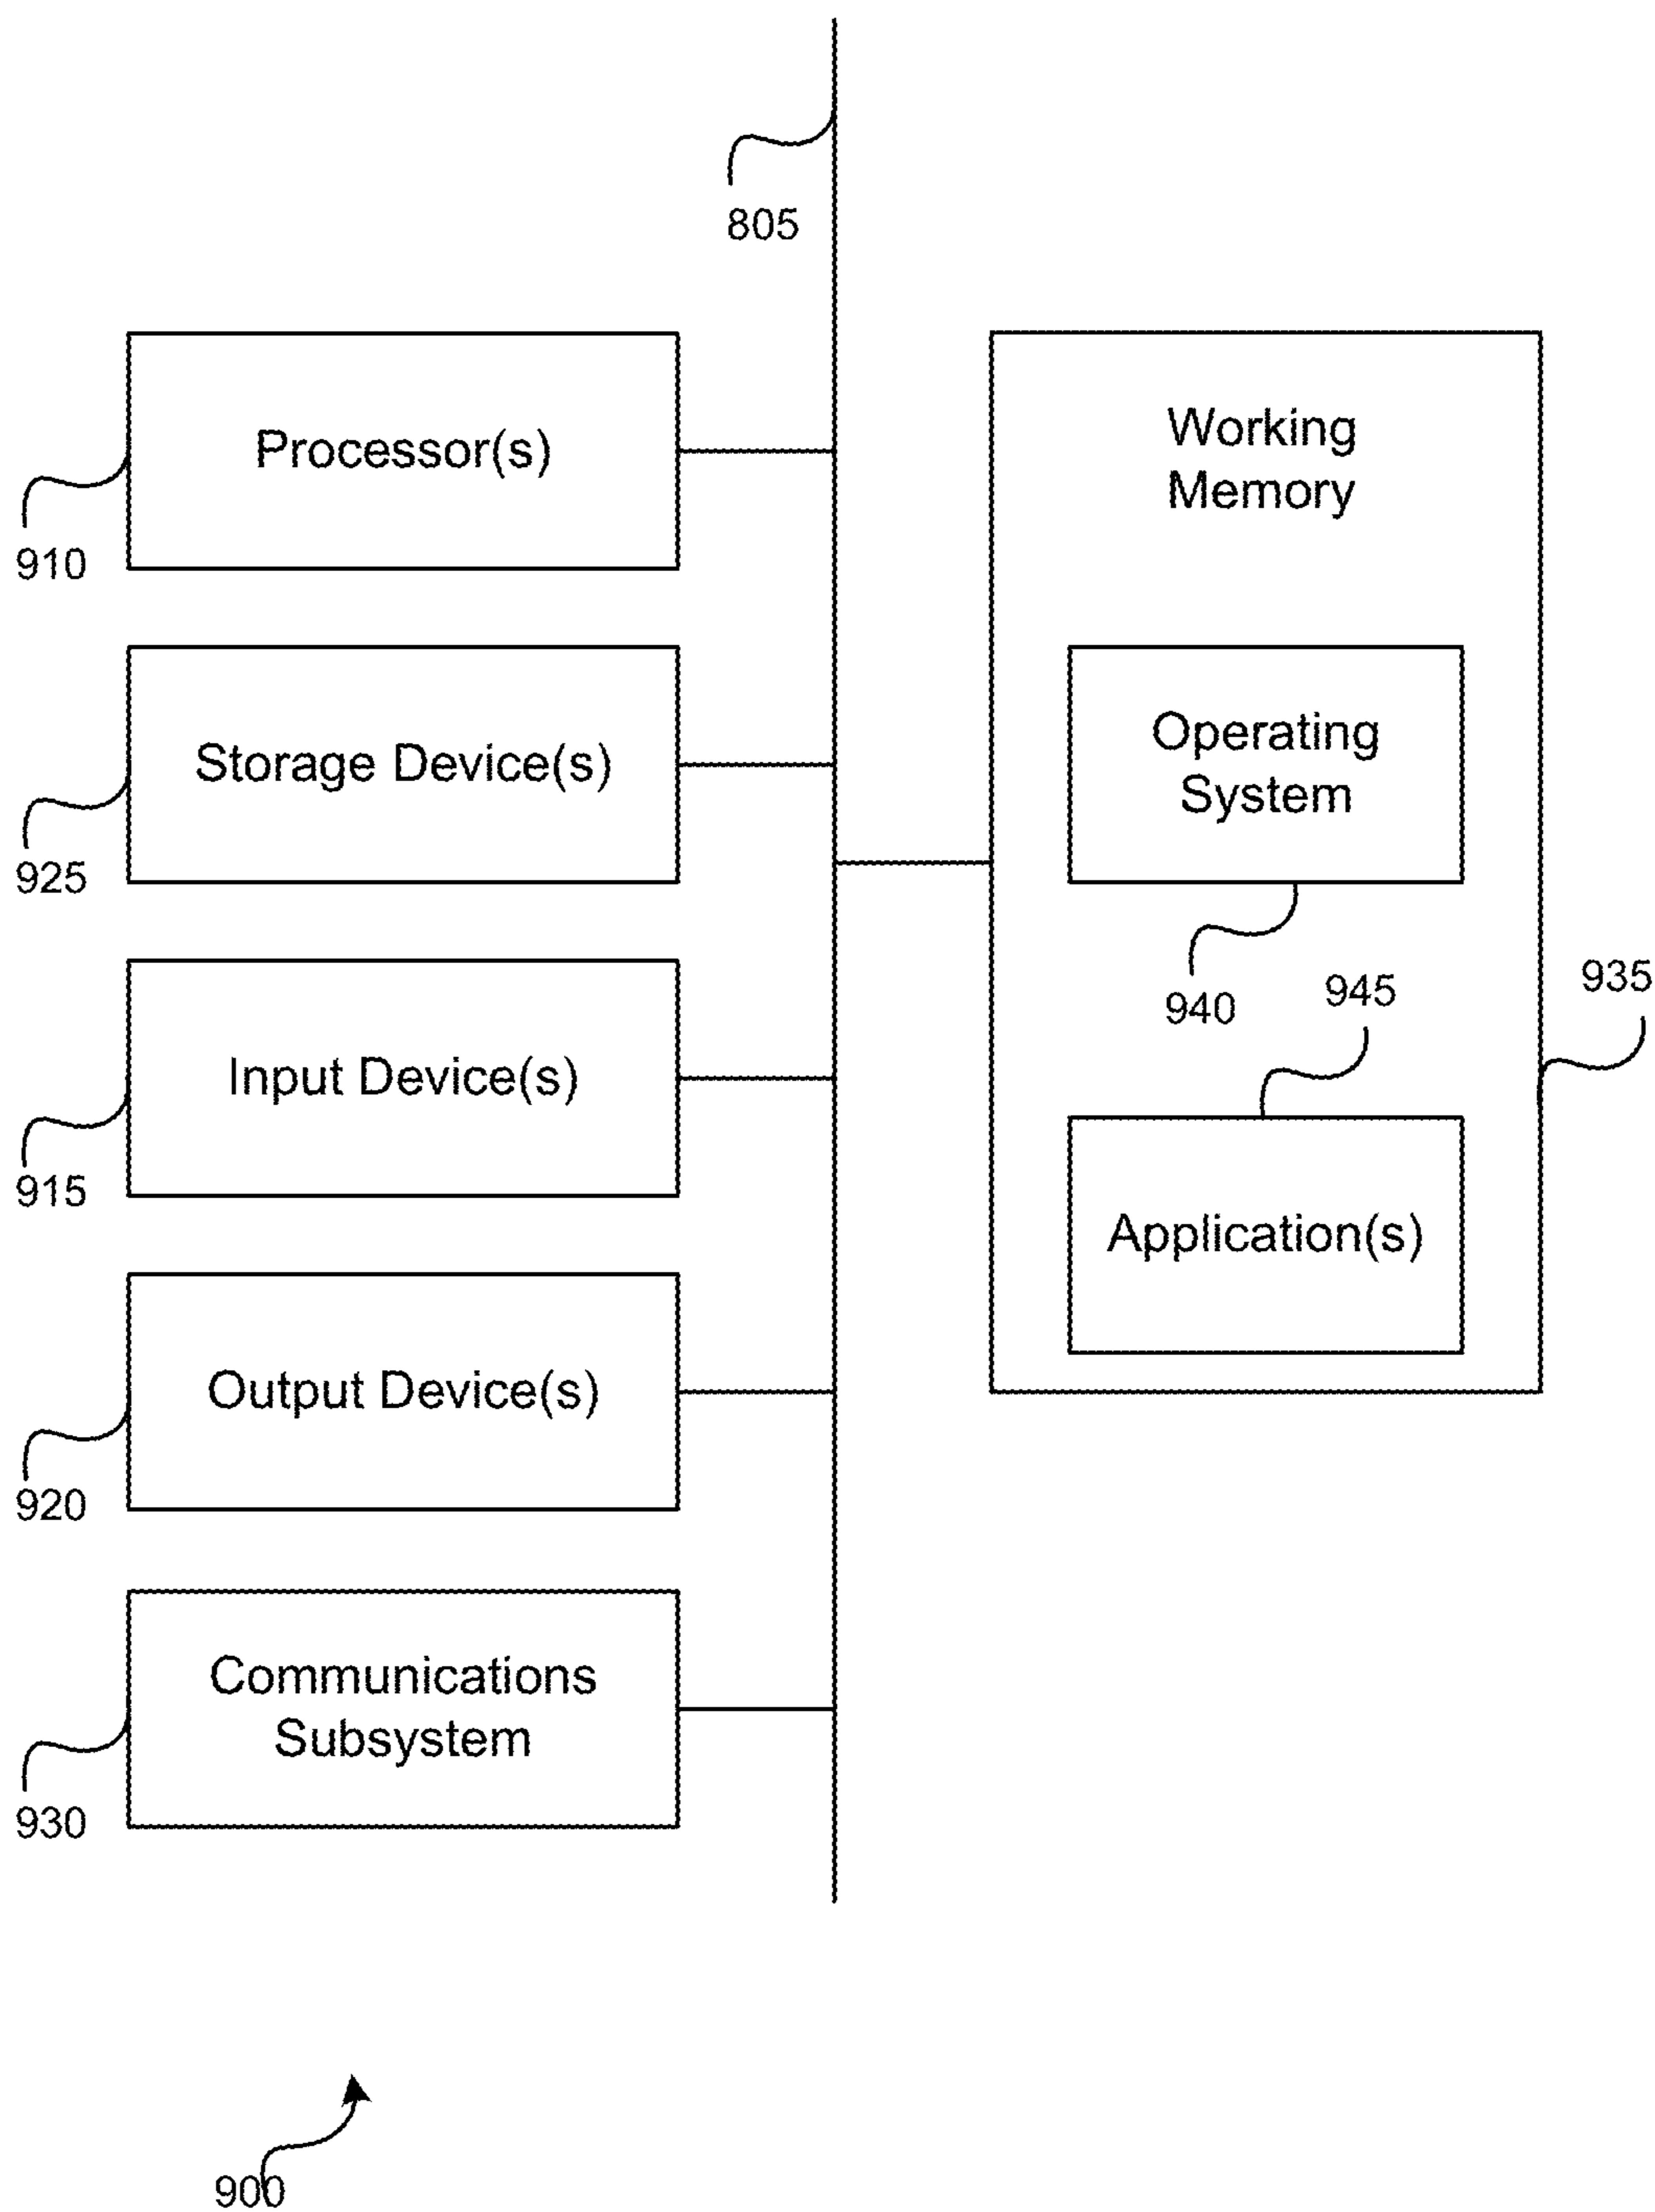 805
Processor(s)
910
Storage Device(s)
925
Input Device(s)
915
Output Device(s)
920
Communications
Subsystem
930
Working
Memory
Operating
System
940
945
935
Application(s)
900